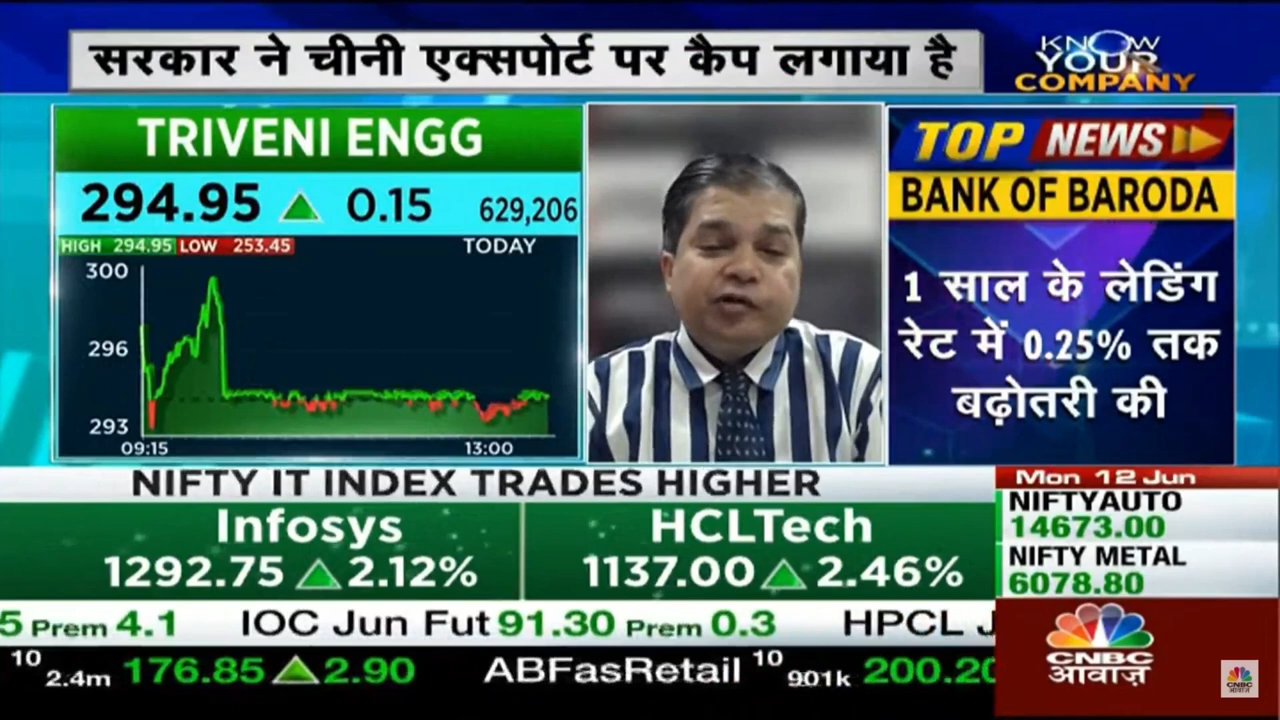 सरकार ने चीनी एक्सपोर्ट पर कैप लगाया है
KNOW
YOUR
COMPANY
TRIVENI ENGG
294.95 0.15 629,206
HIGH 294.95 LOW 253.45 TODAY
300
296
293
09:15 13:00
TOP NEWS
BANK OF BARODA
1 साल के लेडिंग
रेट में 0.25% तक
बढ़ोतरी की
NIFTY IT INDEX TRADES HIGHER
Infosys
1292.75 2.12%
HCLTech
1137.00 2.46%
Mon 12 Jun
NIFTYAUTO
14673.00
NIFTY METAL
6078.80
5 Prem 4.1 IOC Jun Fut 91.30 Prem 0.3 HPCL J
10 2.4m 176.85 2.90 ABFasRetail 10 901k 200.20
CNBC
आवाज़
CNBC
आवाज़